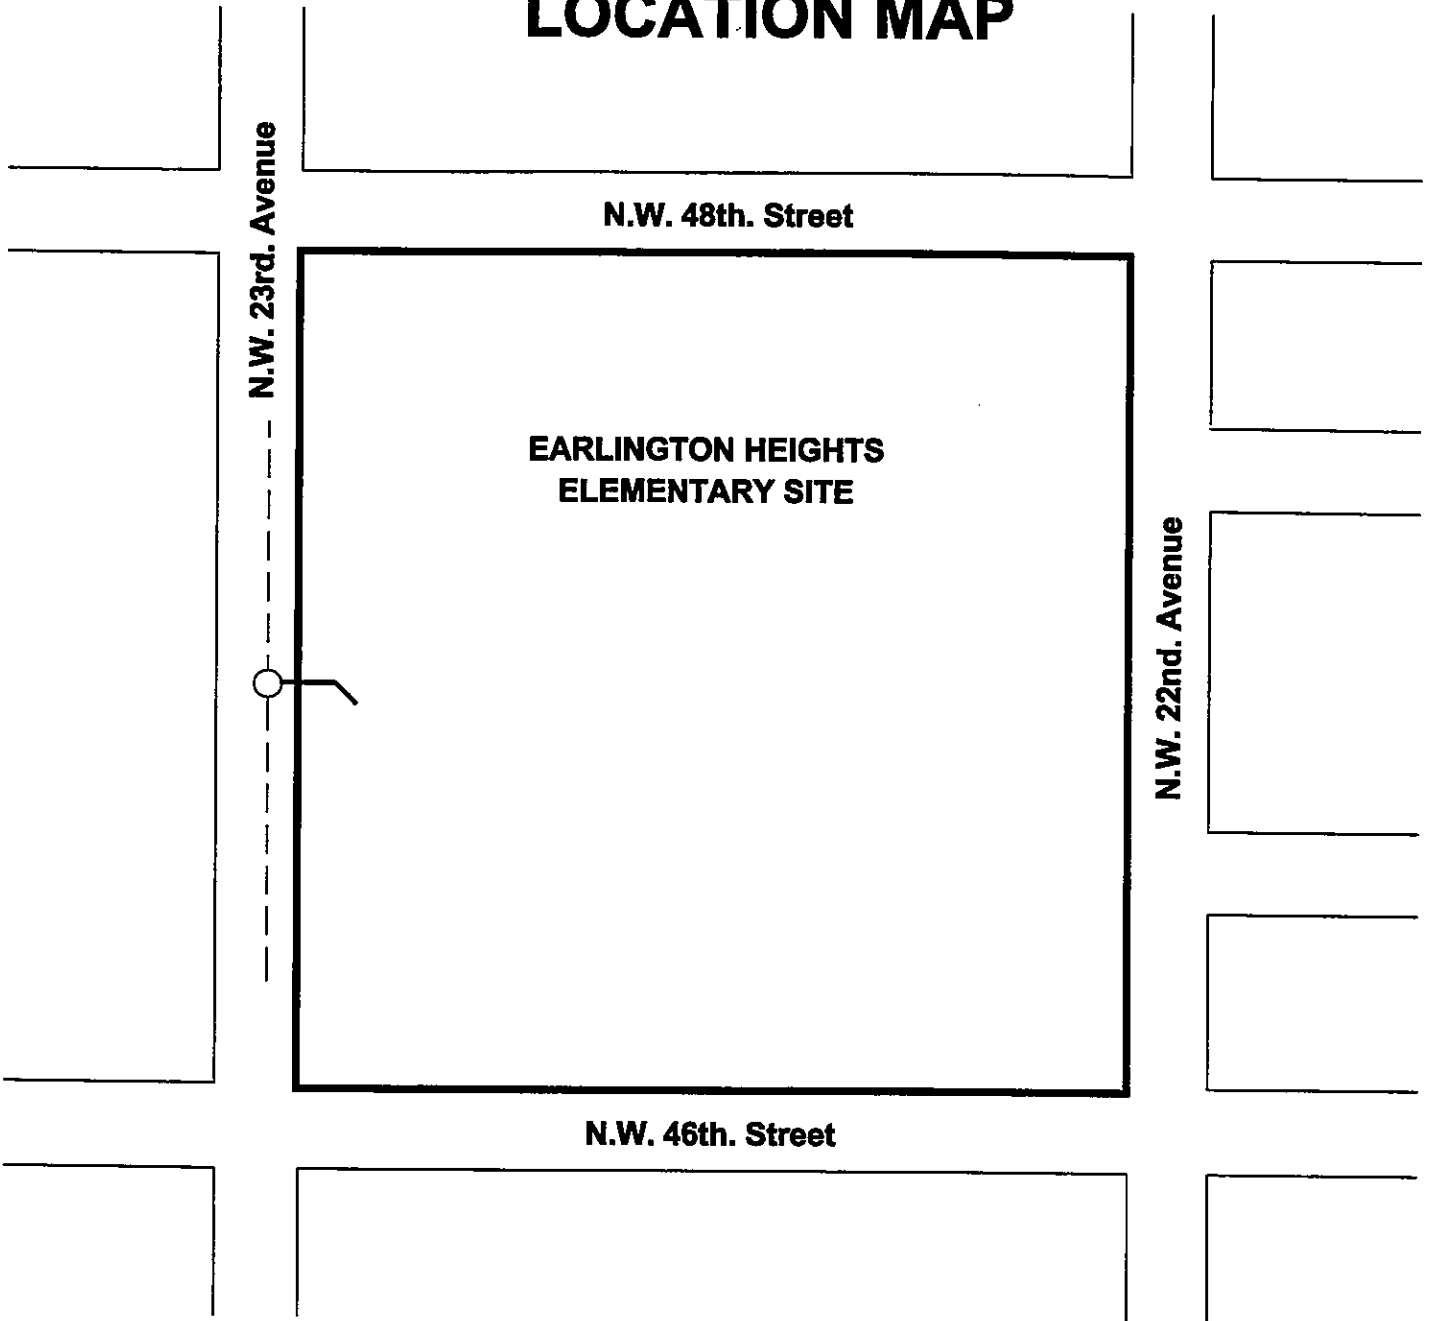 LOCATION MAP
N.W. 48th. Street
N.W. 23rd. Avenue
EARLINGTON HEIGHTS
ELEMENTARY SITE
N.W. 22nd. Avenue
N.W. 46th. Street